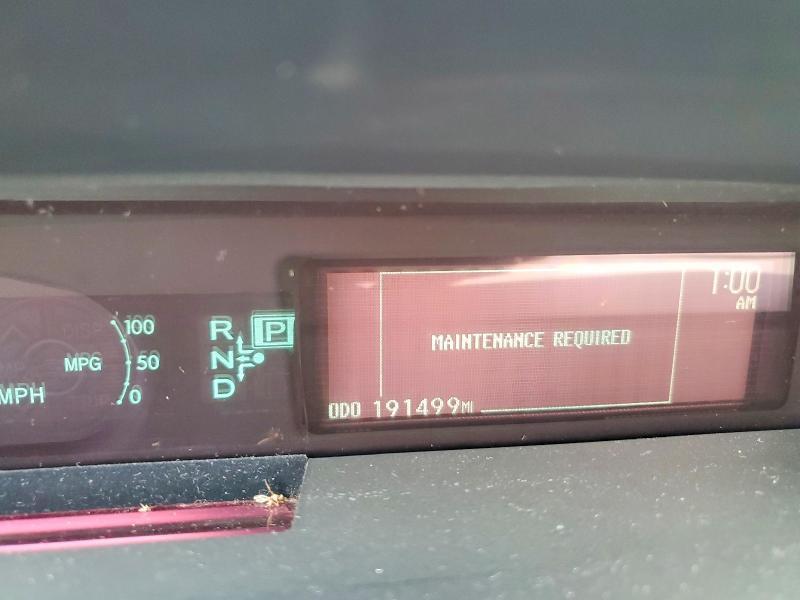 1:00
AM
100
R P
MAINTENANCE REQUIRED
MPG 50
N
MPH
0
D
ODO 191499MI